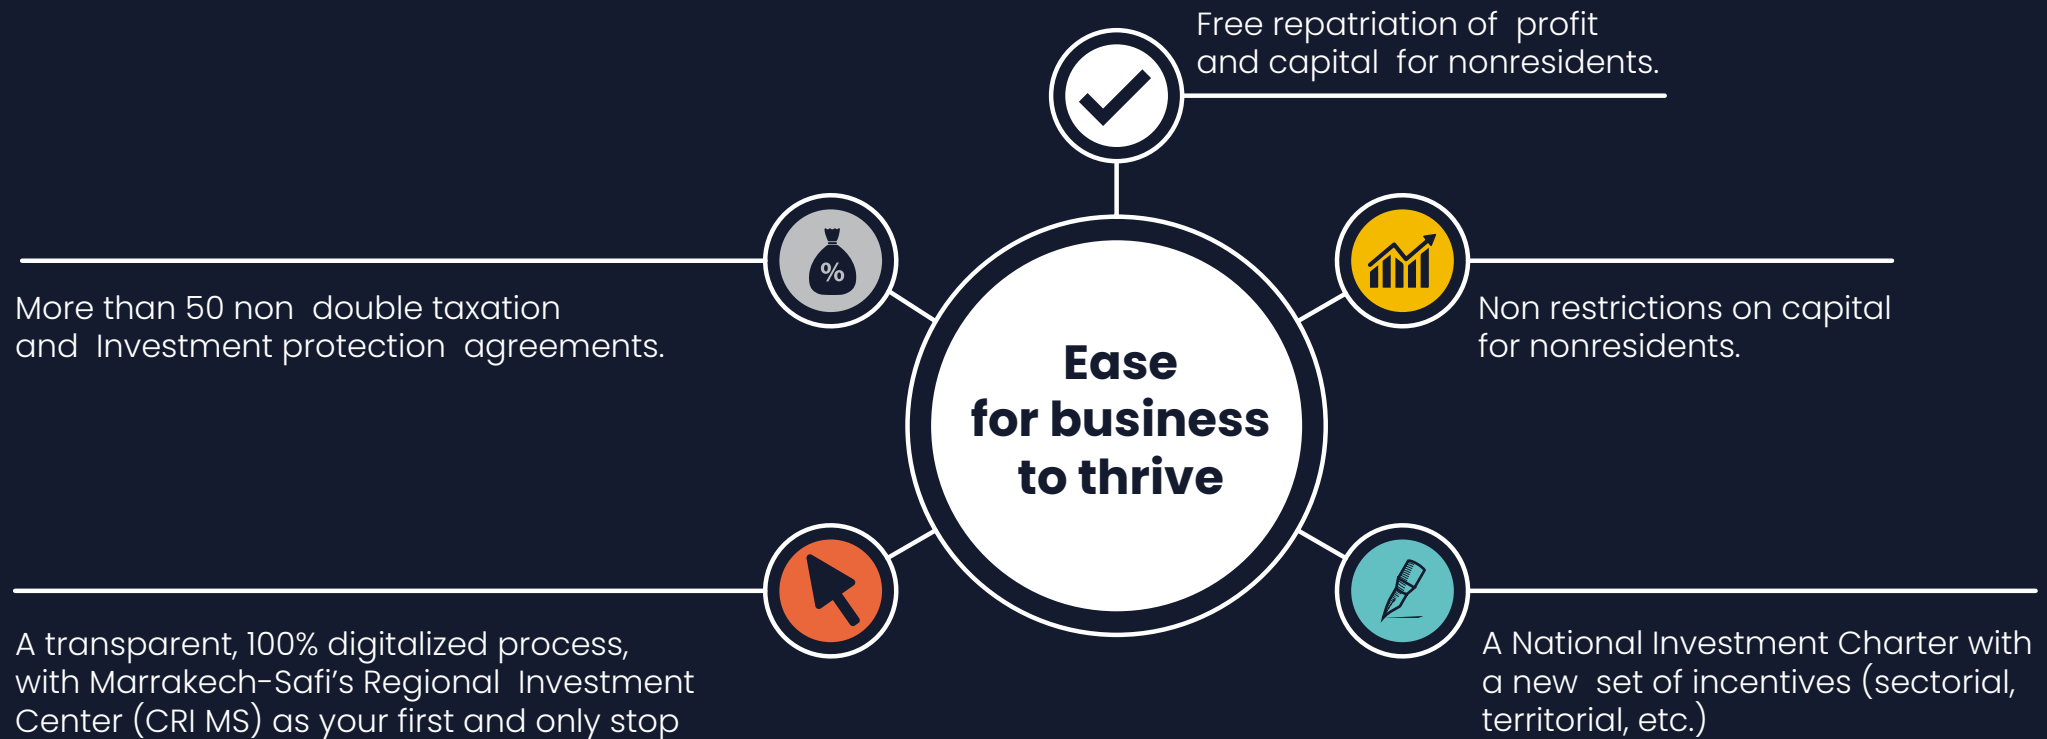 Free repatriation of profit
and capital for nonresidents.
%
More than 50 non double taxation
and Investment protection agreements.
Non restrictions on capital
for nonresidents.
Ease
for business
to thrive
A transparent, 100% digitalized process,
with Marrakech-Safi’s Regional Investment
Center (CRI MS) as your first and only stop
A National Investment Charter with
a new set of incentives (sectorial,
territorial, etc.)